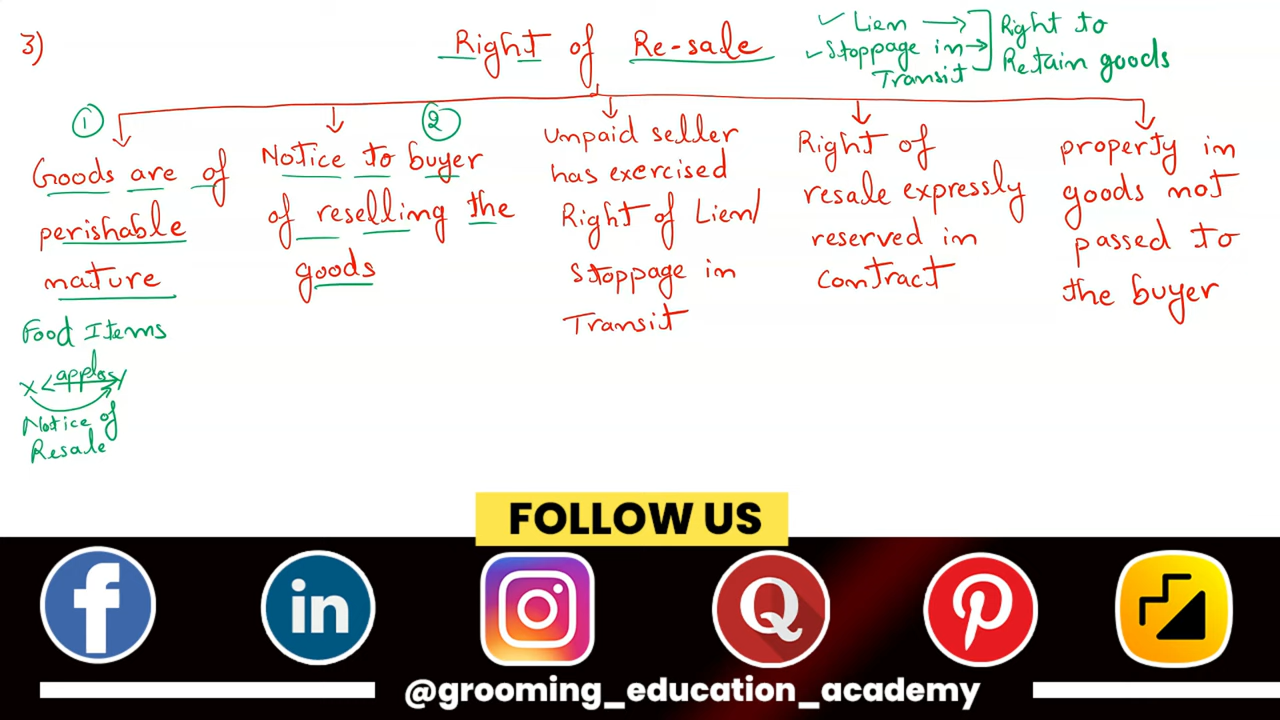 3)
Right of Re-sale
✓ Lien →
✓ Stoppage in →
Transit
Right to
Retain goods
①
Goods are of
perishable
nature
Food Items
X apples Y
Notice of
Resale
②
Notice to buyer
of reselling the
goods
Unpaid seller
has exercised
Right of Lien/
Stoppage in
Transit
Right of
resale expressly
reserved in
contract
property in
goods not
passed to
the buyer
FOLLOW US
f
in
Q
P
@grooming_education_academy